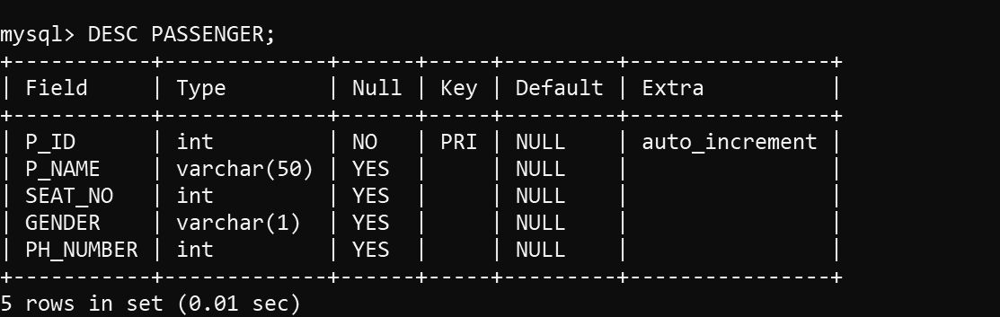 mysql> DESC PASSENGER;
+-----------+-------------+------+-----+---------+----------------+
| Field     | Type        | Null | Key | Default | Extra          |
+-----------+-------------+------+-----+---------+----------------+
| P_ID      | int         | NO   | PRI | NULL    | auto_increment |
| P_NAME    | varchar(50) | YES  |     | NULL    |                |
| SEAT_NO   | int         | YES  |     | NULL    |                |
| GENDER    | varchar(1)  | YES  |     | NULL    |                |
| PH_NUMBER | int         | YES  |     | NULL    |                |
+-----------+-------------+------+-----+---------+----------------+
5 rows in set (0.01 sec)